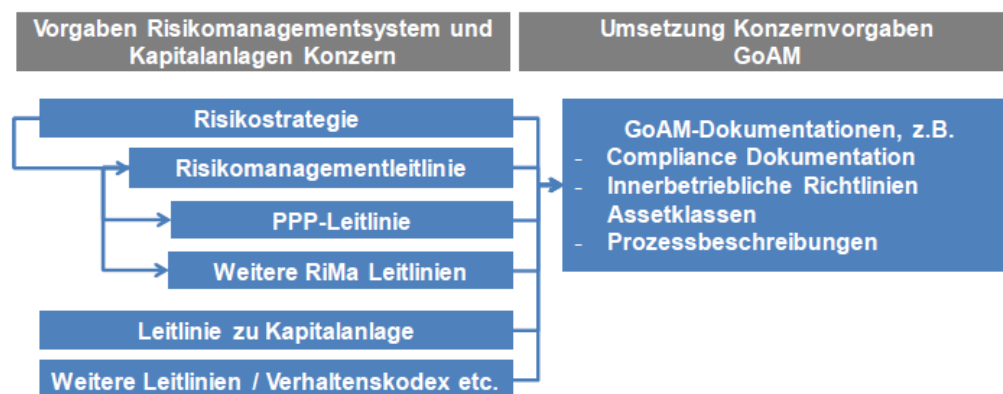 Vorgaben Risikomanagementsystem und
Kapitalanlagen Konzern
Umsetzung Konzernvorgaben
GoAM
Risikostrategie
Risikomanagementleitlinie
PPP-Leitlinie
Weitere RiMa Leitlinien
Leitlinie zu Kapitalanlage
Weitere Leitlinien / Verhaltenskodex etc.
GoAM-Dokumentationen, z.B.
- Compliance Dokumentation
- Innerbetriebliche Richtlinien
Assetklassen
- Prozessbeschreibungen